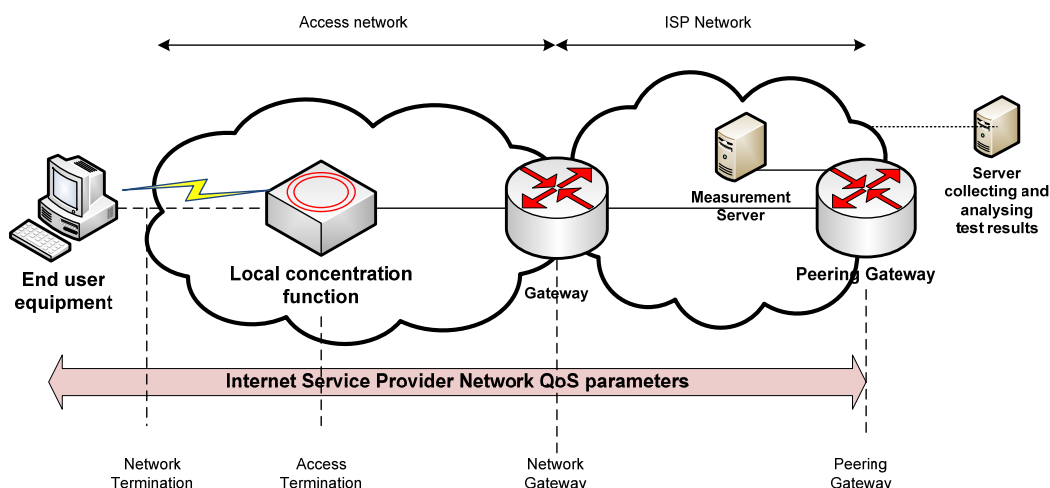 Access network
ISP Network
End user
equipment
Local concentration
function
Gateway
Measurement
Server
Peering Gateway
Server
collecting and
analysing
test results
Internet Service Provider Network QoS parameters
Network
Termination
Access
Termination
Network
Gateway
Peering
Gateway